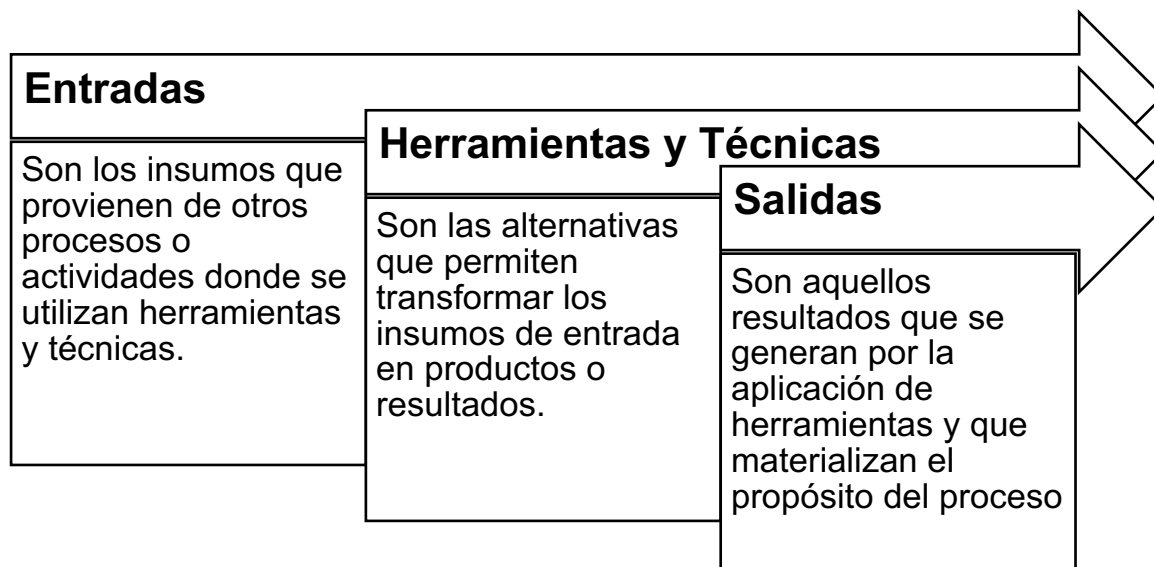 Entradas
Son los insumos que
provienen de otros
procesos o
actividades donde se
utilizan herramientas
y técnicas.
Herramientas y Técnicas
Son las alternativas
que permiten
transformar los
insumos de entrada
en productos o
resultados.
Salidas
Son aquellos
resultados que se
generan por la
aplicación de
herramientas y que
materializan el
propósito del proceso